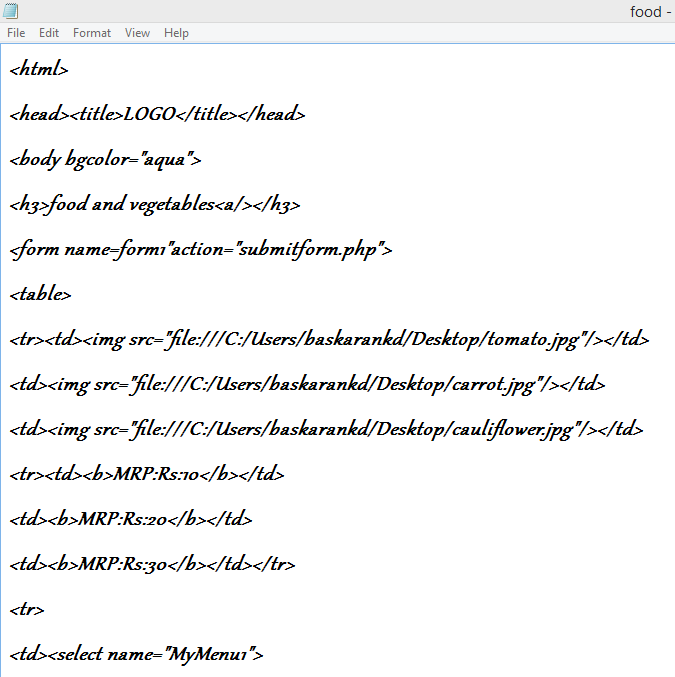 food -
File Edit Format View Help
<html>
<head><title>LOGO</title></head>
<body bgcolor="aqua">
<h3>food and vegetables<a/></h3>
<form name=form1"action="submitform.php">
<table>
<tr><td><img src="file:///C:/Users/baskarankd/Desktop/tomato.jpg"/></td>
<td><img src="file:///C:/Users/baskarankd/Desktop/carrot.jpg"/></td>
<td><img src="file:///C:/Users/baskarankd/Desktop/cauliflower.jpg"/></td>
<tr><td><b>MRP:Rs:10</b></td>
<td><b>MRP:Rs:20</b></td>
<td><b>MRP:Rs:30</b></td></tr>
<tr>
<td><select name="MyMenu1">